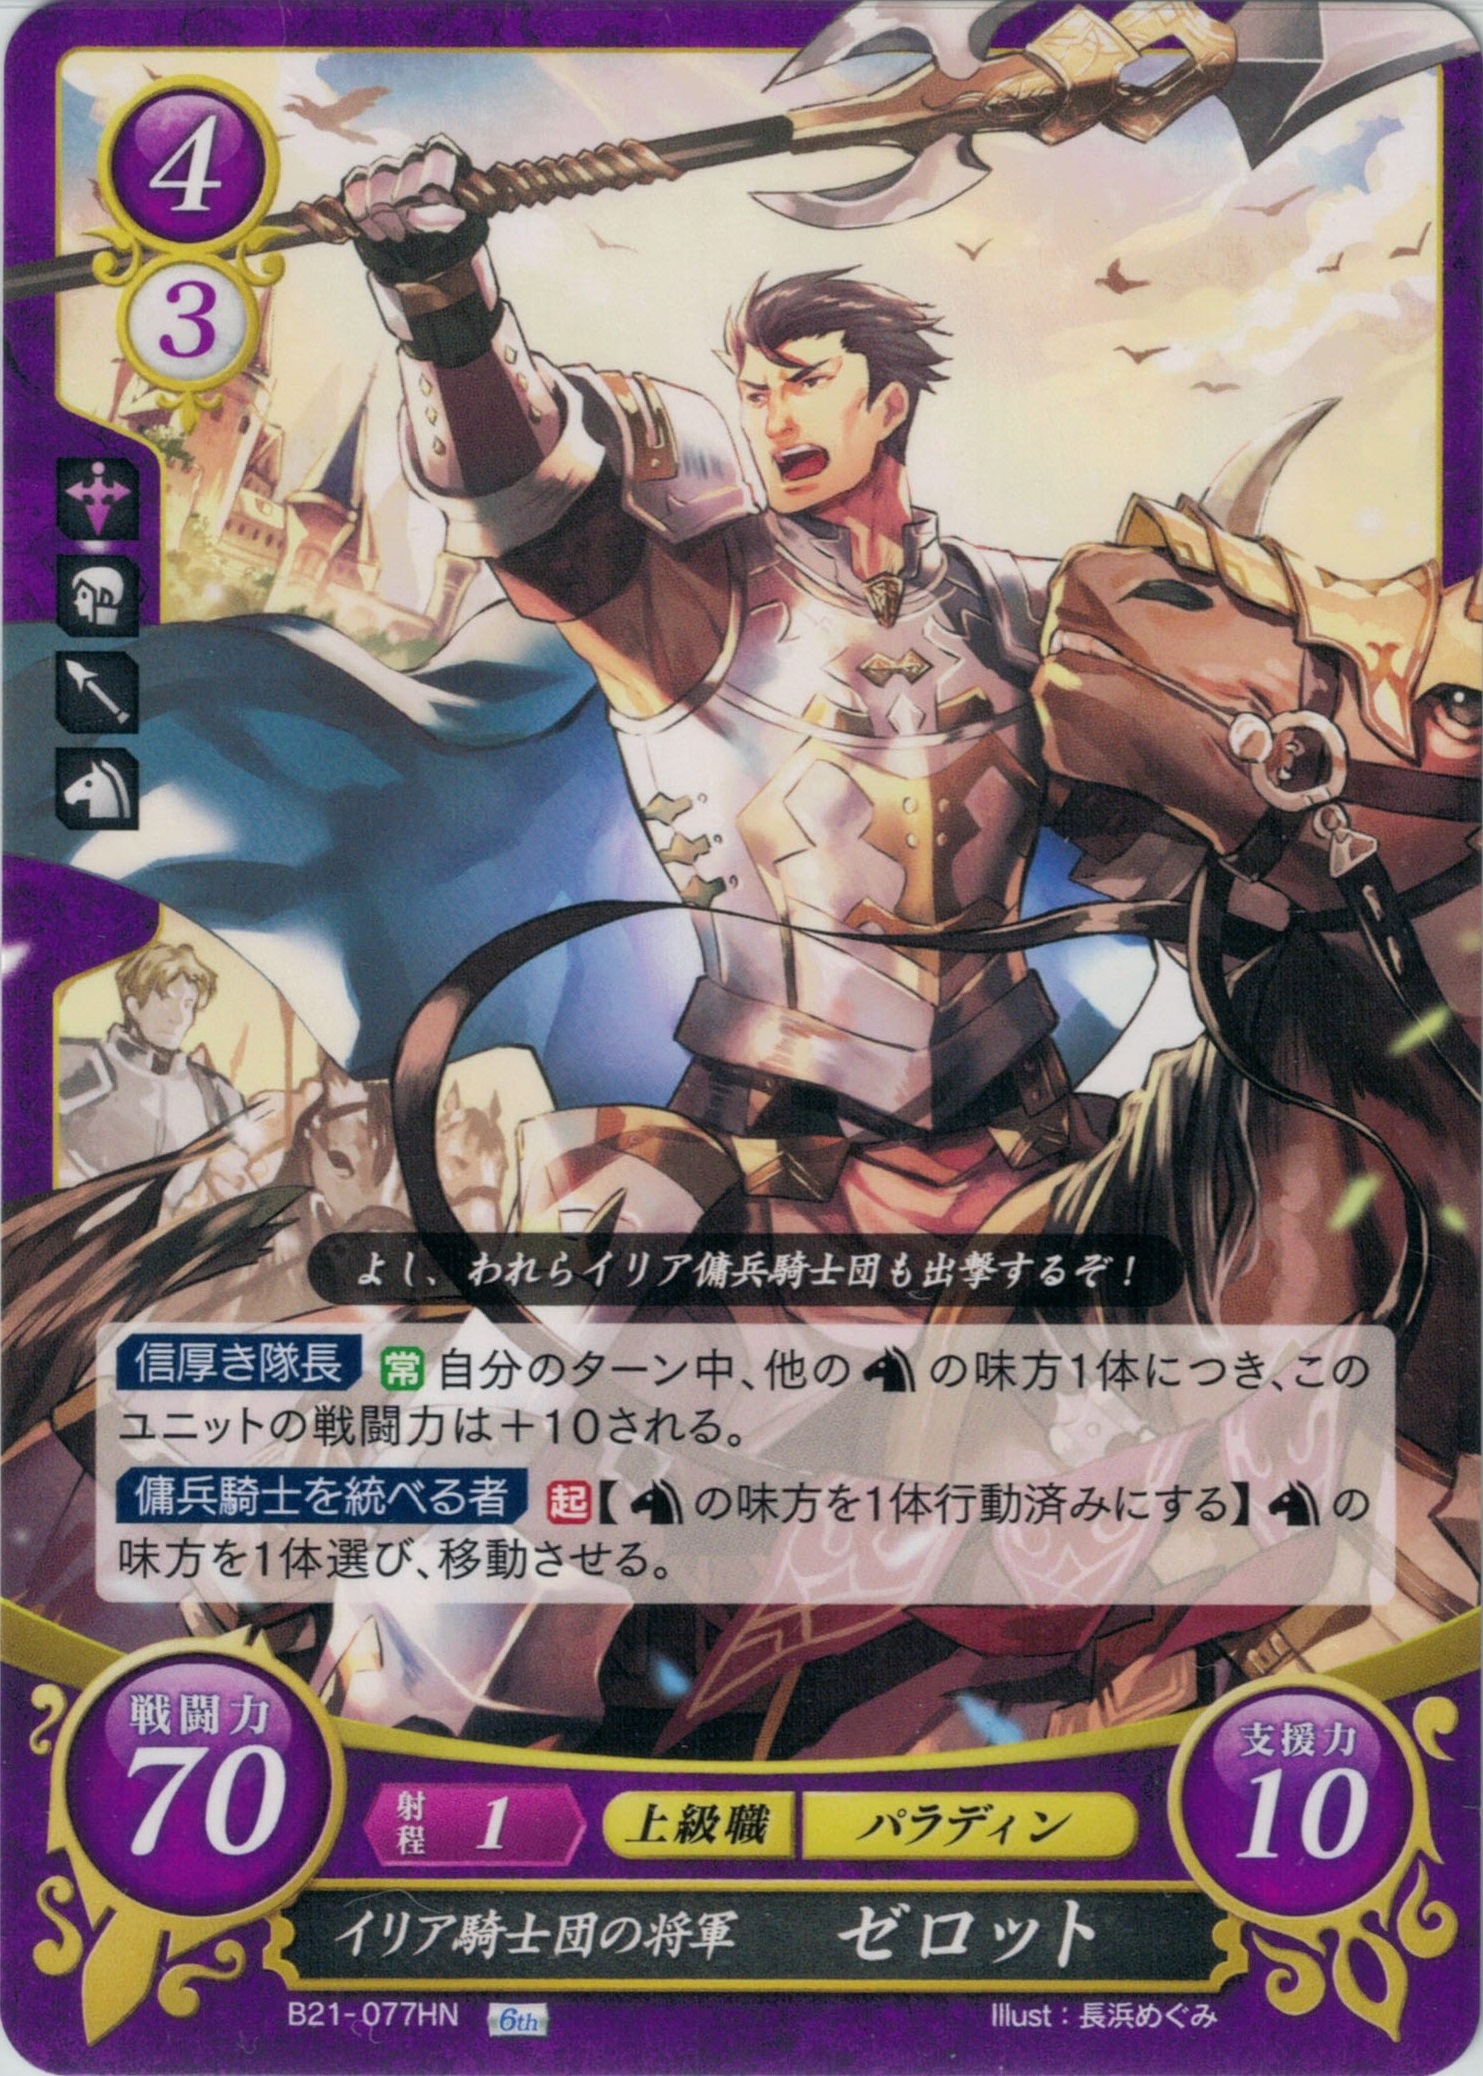 4
3
よし、われらイリア傭兵騎士団も出撃するぞ！
信厚き隊長 常 自分のターン中、他の の味方1体につき、この
ユニットの戦闘力は＋10される。
傭兵騎士を統べる者 起【 の味方を1体行動済みにする】 の
味方を1体選び、移動させる。
戦闘力
70
射程 1
上級職 パラディン
支援力
10
イリア騎士団の将軍 ゼロット
B21-077HN 6th
Illust：長浜めぐみ